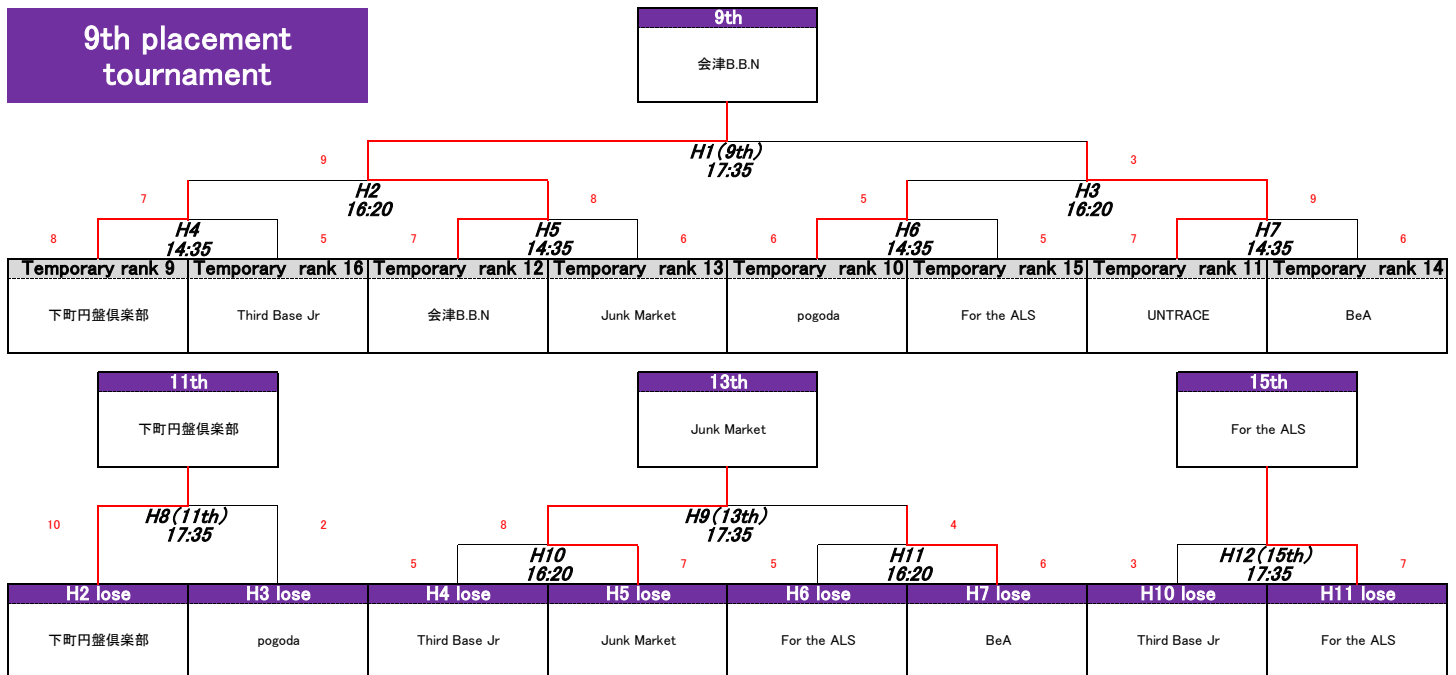 9th placement
tournament
9th
会津B.B.N
H1(9th)
17:35
9
3
H2
16:20
H3
16:20
7
8
5
9
H4
14:35
H5
14:35
H6
14:35
H7
14:35
8
5
7
6
6
5
7
6
Temporary rank 9
Temporary rank 16
Temporary rank 12
Temporary rank 13
Temporary rank 10
Temporary rank 15
Temporary rank 11
Temporary rank 14
下町円盤倶楽部
Third Base Jr
会津B.B.N
Junk Market
pogoda
For the ALS
UNTRACE
BeA
11th
13th
15th
下町円盤倶楽部
Junk Market
For the ALS
H8(11th)
17:35
H9(13th)
17:35
10
2
8
4
H10
16:20
H11
16:20
H12(15th)
17:35
5
7
5
6
3
7
H2 lose
H3 lose
H4 lose
H5 lose
H6 lose
H7 lose
H10 lose
H11 lose
下町円盤倶楽部
pogoda
Third Base Jr
Junk Market
For the ALS
BeA
Third Base Jr
For the ALS